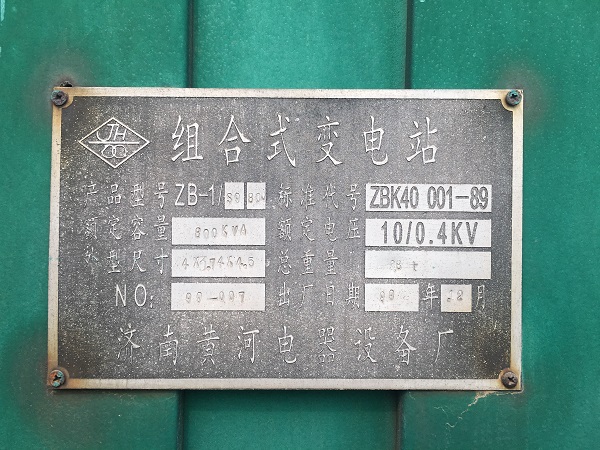 JH
组合式变电站
产品型号 ZB-1/ 标准代号 ZBK40 001-89
额定容量 800KVA 额定电压 10/0.4KV
外型尺寸 总重量 t
NO: 出厂日期 98 年 12 月
济南黄河电器设备厂